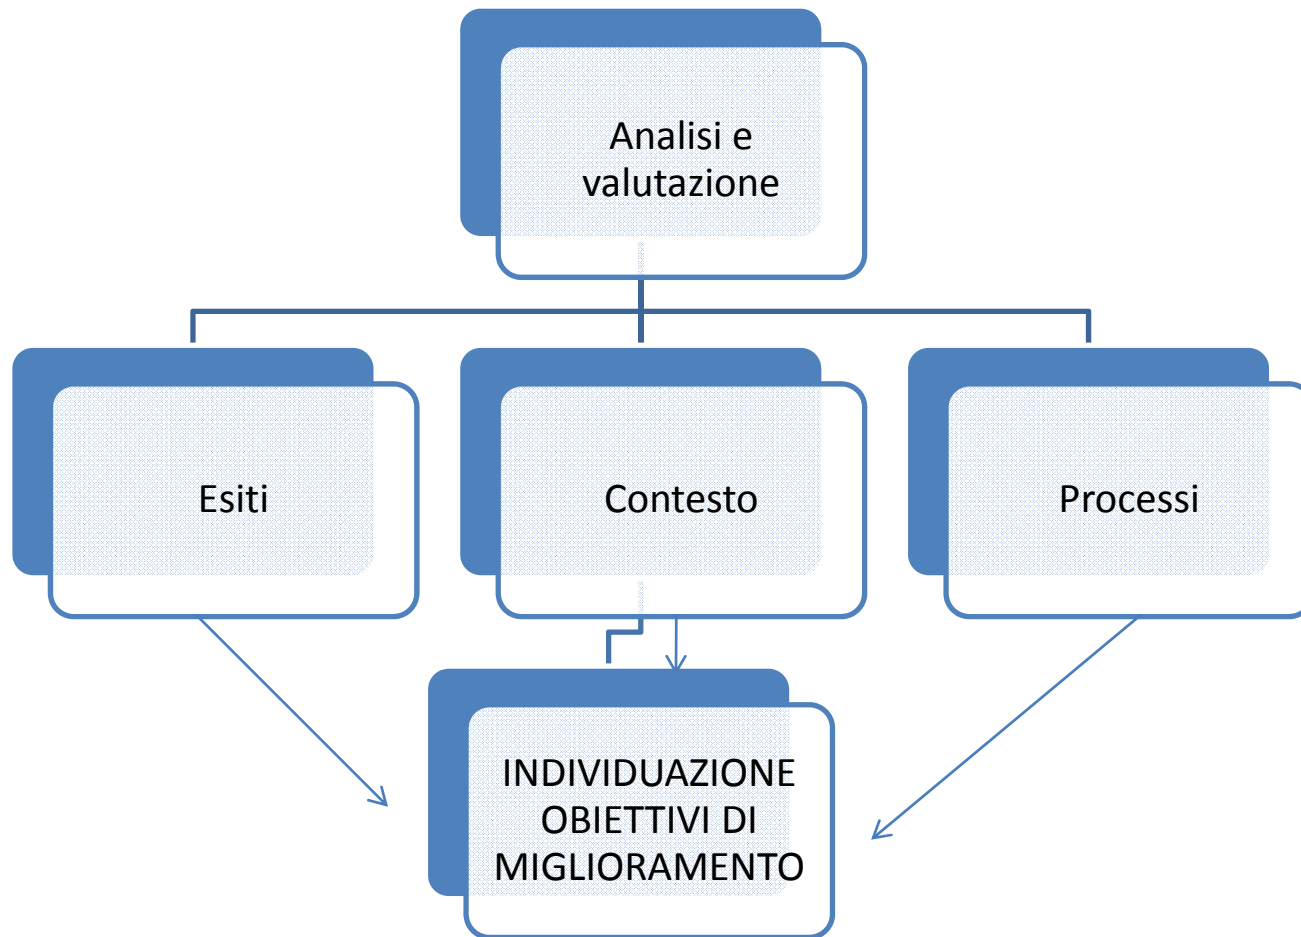 Analisi e
valutazione
Esiti
Contesto
Processi
INDIVIDUAZIONE
OBIETTIVI DI
MIGLIORAMENTO